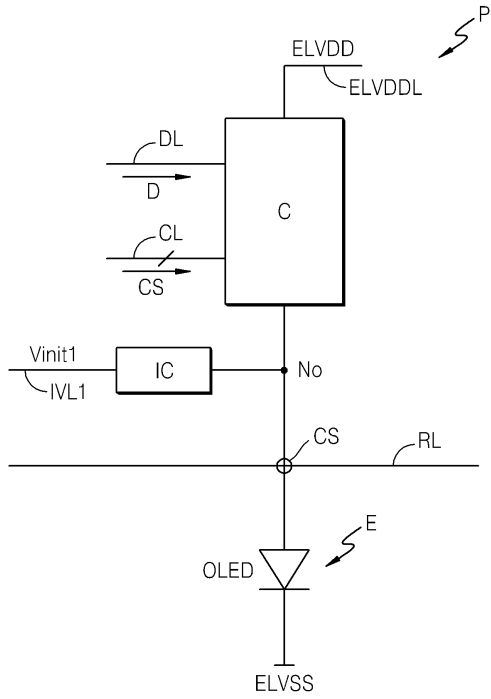 P
ELVDD
ELVDDL
DL
D
C
CL
CS
Vinit1
IC
No
IVL1
CS
RL
E
OLED
ELVSS